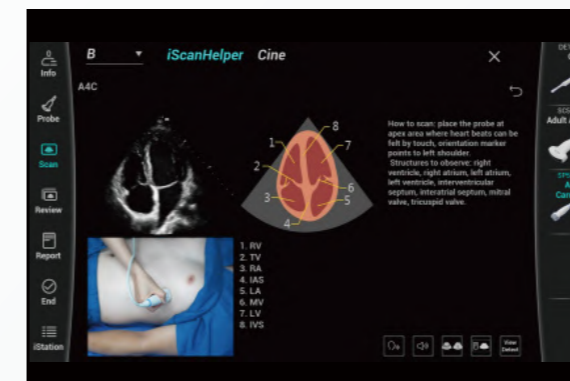 B
iScanHelper
Cine
A4C
Info
Probe
Scan
Review
Report
End
iStation
1
2
3
4
5
6
7
8
How to scan: place the probe at
apex area where heart beats can be
felt by touch, orientation marker
points to left shoulder.
Structures to observe: right
ventricle, right atrium, left atrium,
left ventricle, interventricular
septum, interatrial septum, mitral
valve, tricuspid valve.
1. RV
2. TV
3. RA
4. IAS
5. LA
6. MV
7. LV
8. IVS
View
Detect
Adult